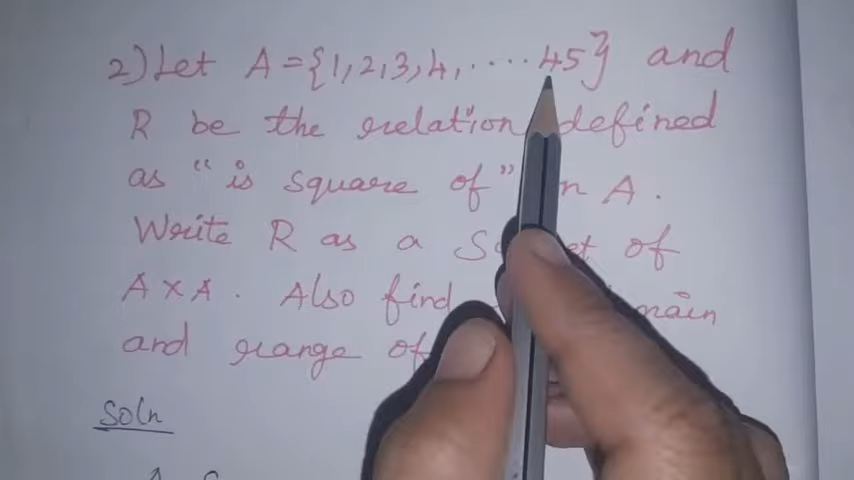 2) Let A = {1, 2, 3, 4, ..... 45} and
R be the relation defined
as "is square of" A.
Write R as a of
A x A. Also find
and range of
Soln